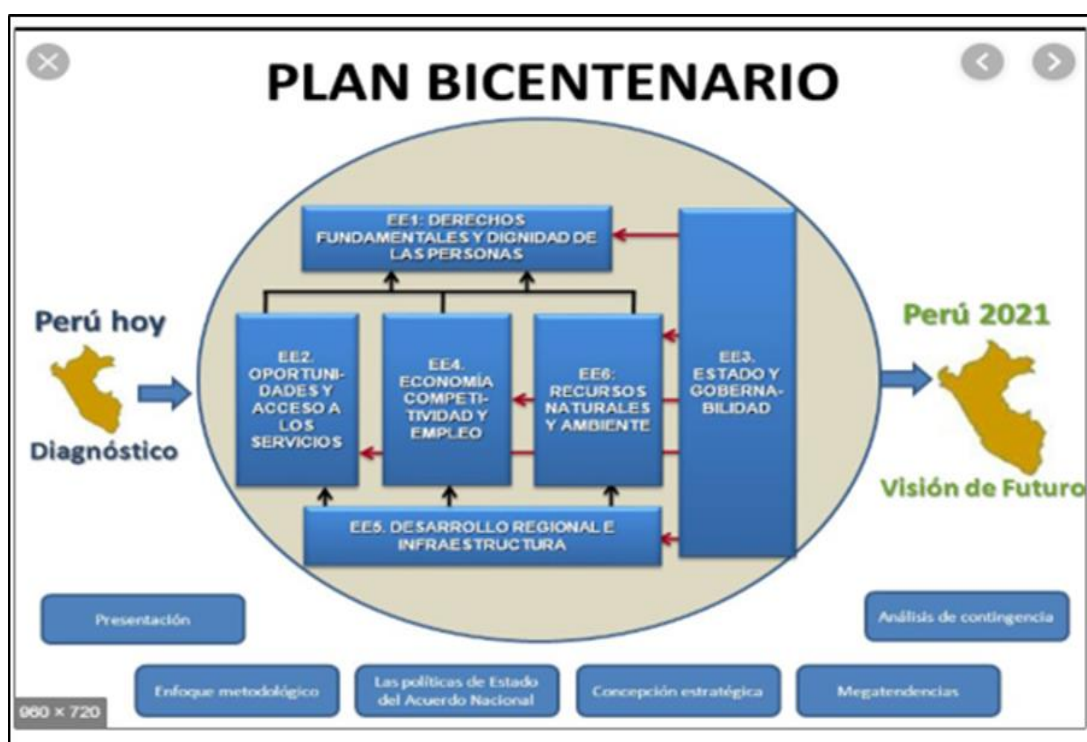 PLAN BICENTENARIO
EE1: DERECHOS
FUNDAMENTALES Y DIGNIDAD DE
LAS PERSONAS
Perú hoy
Diagnóstico
EE2.
OPORTUNI-
DADES Y
ACCESO A
LOS
SERVICIOS
EE4.
ECONOMÍA
COMPETI-
TIVIDAD Y
EMPLEO
EE6:
RECURSOS
NATURALES
Y AMBIENTE
EE3.
ESTADO Y
GOBERNA-
BILIDAD
Perú 2021
Visión de Futuro
EE5. DESARROLLO REGIONAL E
INFRAESTRUCTURA
Presentación
Análisis de contingencia
Enfoque metodológico
Las políticas de Estado
del Acuerdo Nacional
Concepción estratégica
Megatendencias
960 × 720